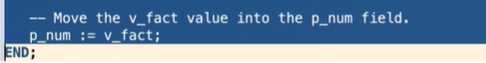 -- Move the v_fact value into the p_num field.
p_num := v_fact;
END;